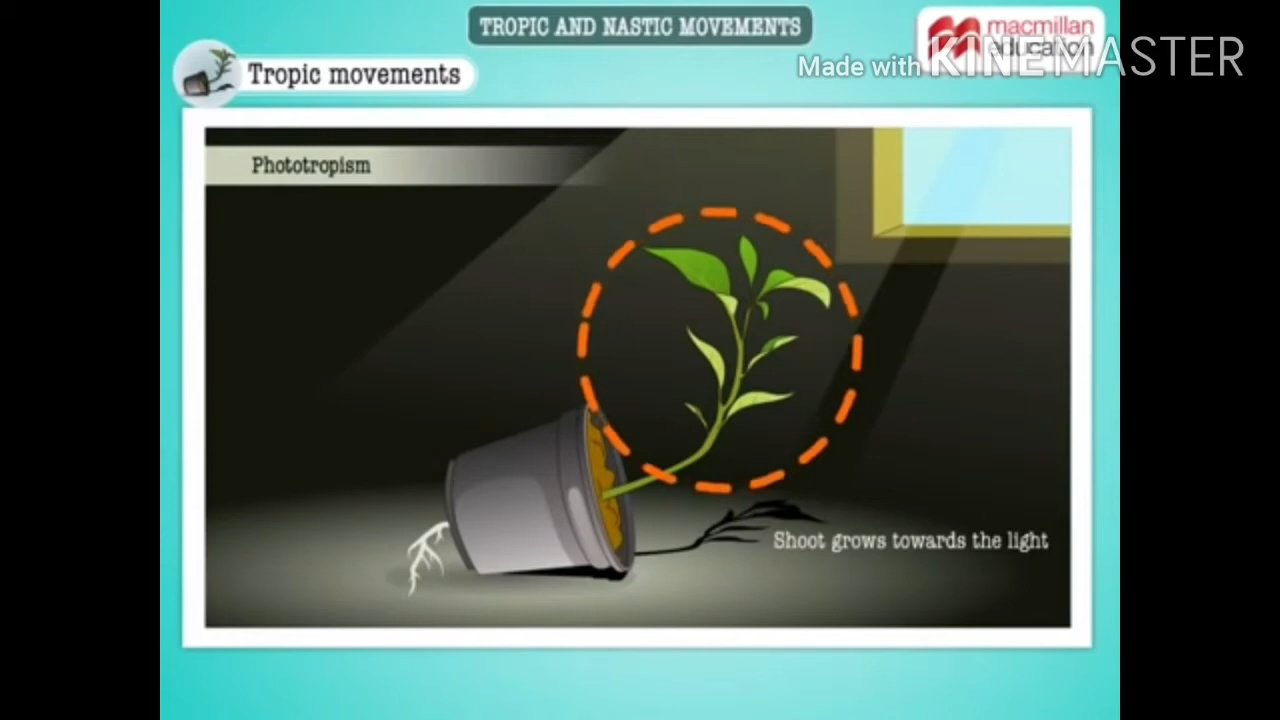 TROPIC AND NASTIC MOVEMENTS
macmillan
education
Made with KINEMASTER
Tropic movements
Phototropism
Shoot grows towards the light